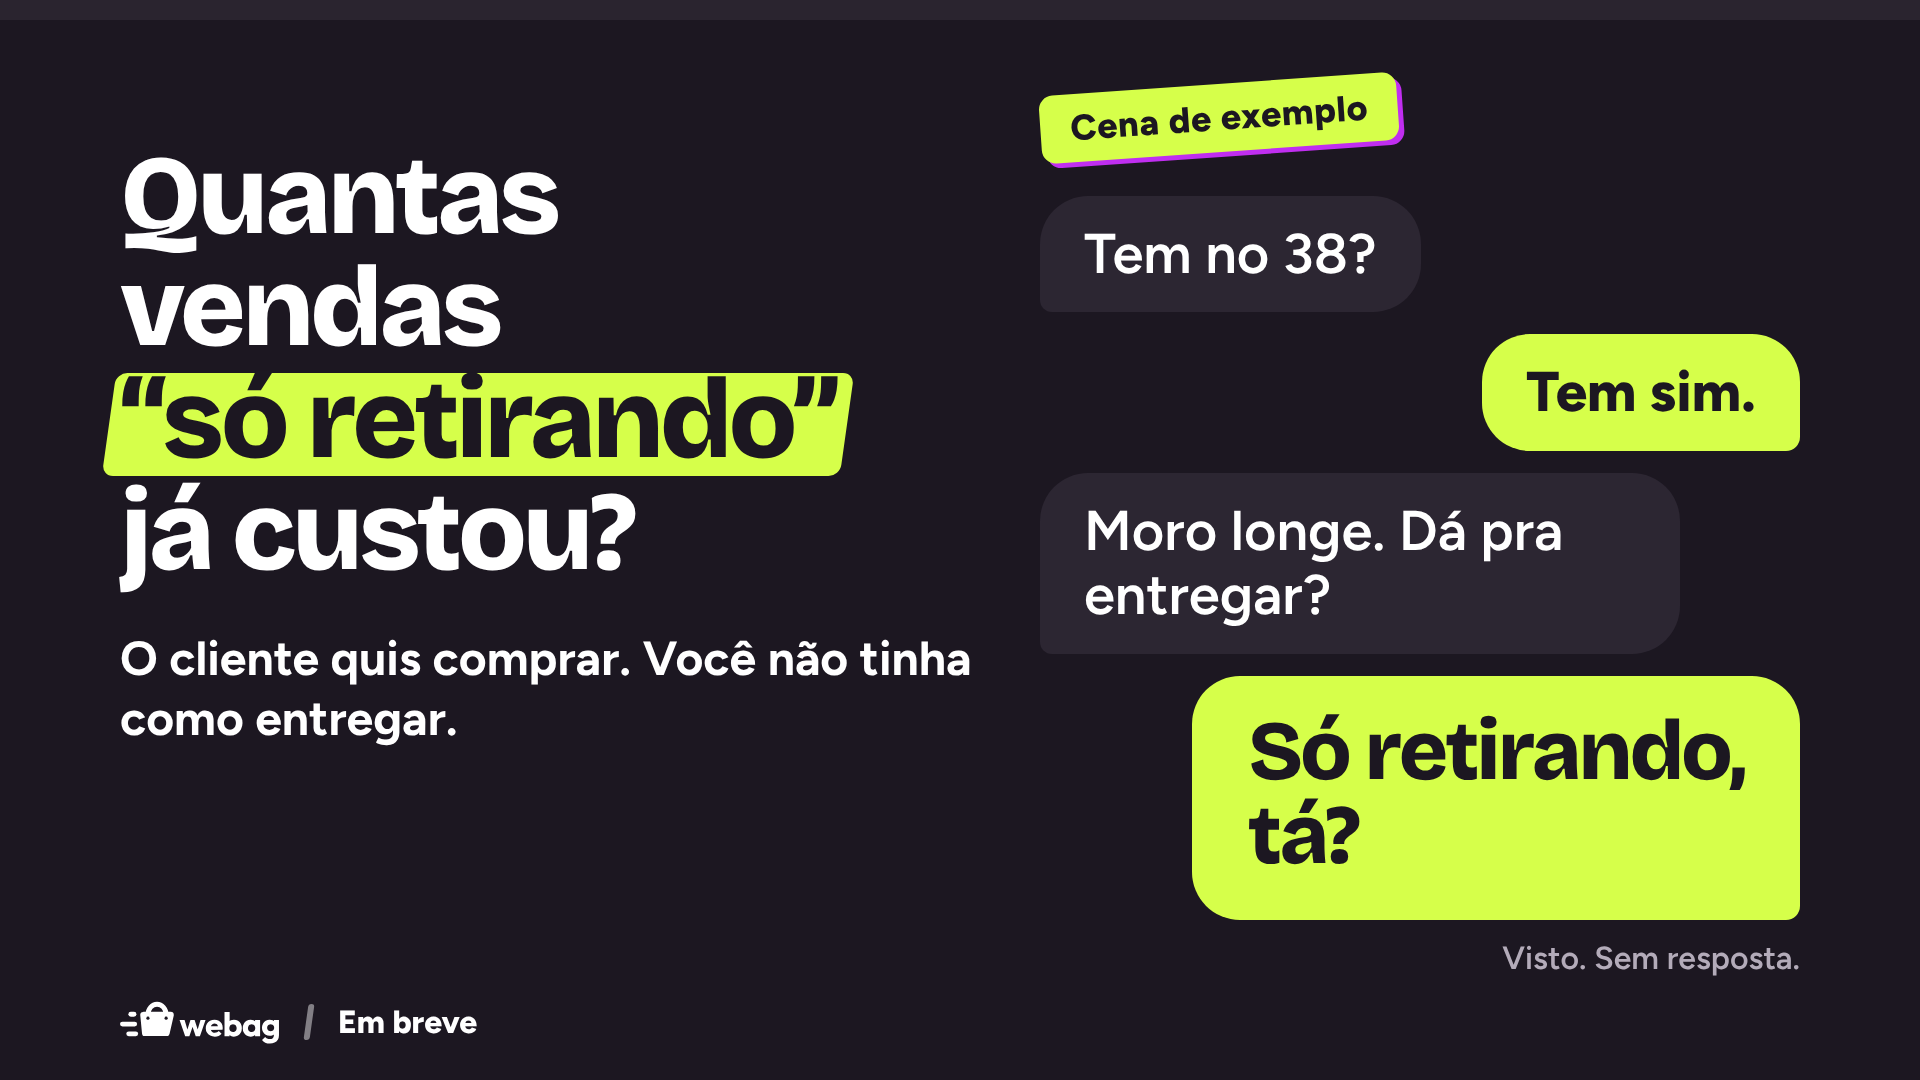 Quantas
vendas
“só retirando”
já custou?
O cliente quis comprar. Você não tinha
como entregar.
Cena de exemplo
Tem no 38?
Tem sim.
Moro longe. Dá pra
entregar?
Só retirando,
tá?
Visto. Sem resposta.
webag / Em breve